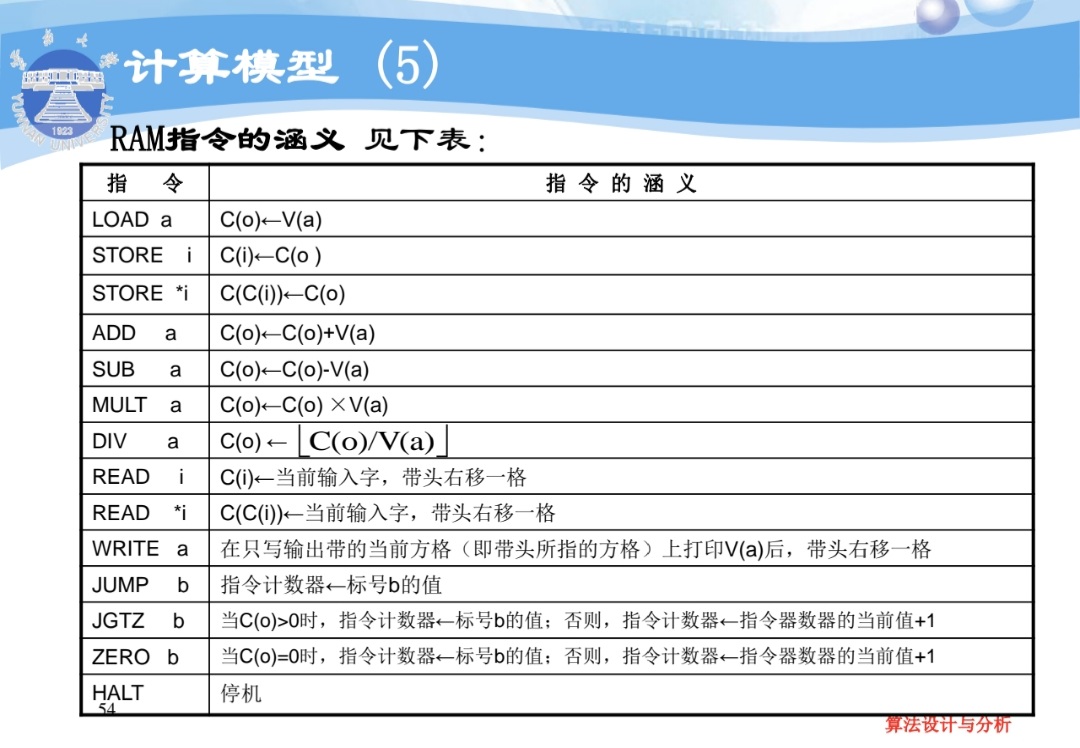 计算模型（5）
RAM指令的涵义 见下表：
指 令 指 令 的 涵 义
LOAD a C(o)←V(a)
STORE i C(i)←C(o )
STORE *i C(C(i))←C(o)
ADD a C(o)←C(o)+V(a)
SUB a C(o)←C(o)-V(a)
MULT a C(o)←C(o) ×V(a)
DIV a C(o) ← ⌊C(o)/V(a)⌋
READ i C(i)←当前输入字，带头右移一格
READ *i C(C(i))←当前输入字，带头右移一格
WRITE a 在只写输出带的当前方格（即带头所指的方格）上打印V(a)后，带头右移一格
JUMP b 指令计数器←标号b的值
JGTZ b 当C(o)>0时，指令计数器←标号b的值；否则，指令计数器←指令器数器的当前值+1
ZERO b 当C(o)=0时，指令计数器←标号b的值；否则，指令计数器←指令器数器的当前值+1
HALT 停机
54
算法设计与分析
1923